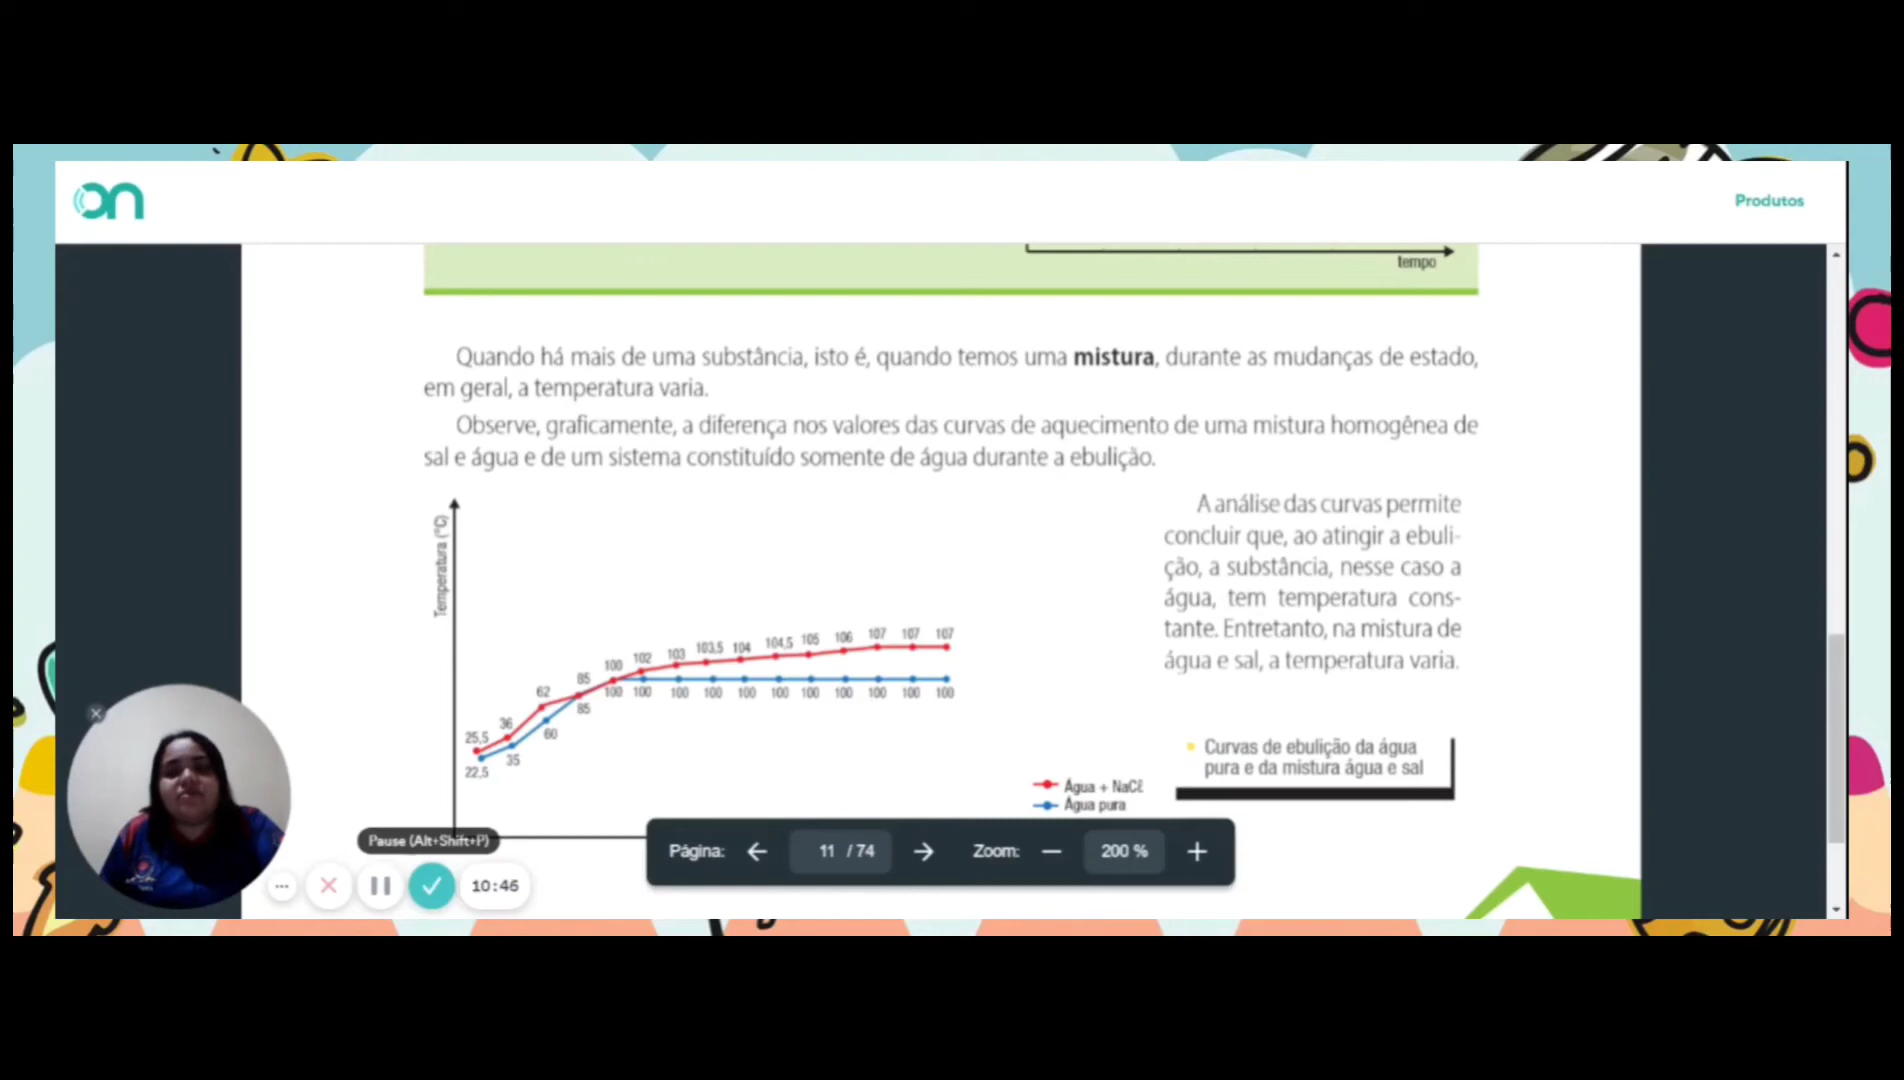 on
Produtos
tempo
Quando há mais de uma substância, isto é, quando temos uma mistura, durante as mudanças de estado,
em geral, a temperatura varia.
Observe, graficamente, a diferença nos valores das curvas de aquecimento de uma mistura homogênea de
sal e água e de um sistema constituído somente de água durante a ebulição.
Temperatura (°C)
25,5 36 62 85 100 102 103 103,5 104 104,5 105 106 107 107 107
22,5 35 60 85 100 100 100 100 100 100 100 100 100 100 100
Água + NaCℓ
Água pura
A análise das curvas permite
concluir que, ao atingir a ebuli-
ção, a substância, nesse caso a
água, tem temperatura cons-
tante. Entretanto, na mistura de
água e sal, a temperatura varia.
Curvas de ebulição da água
pura e da mistura água e sal
Pause (Alt+Shift+P)
10:46
Página: 11 / 74 Zoom: 200 %